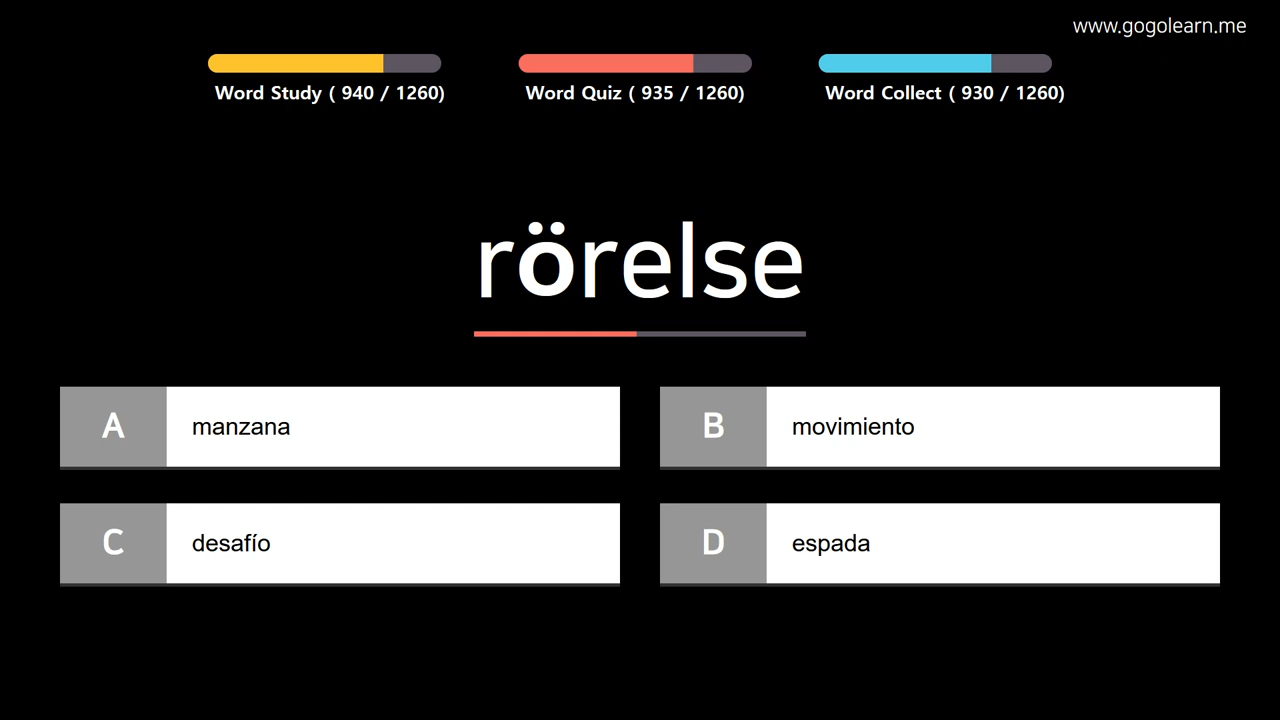 www.gogolearn.me
Word Study ( 940 / 1260)
Word Quiz ( 935 / 1260)
Word Collect ( 930 / 1260)
rörelse
A manzana
B movimiento
C desafío
D espada